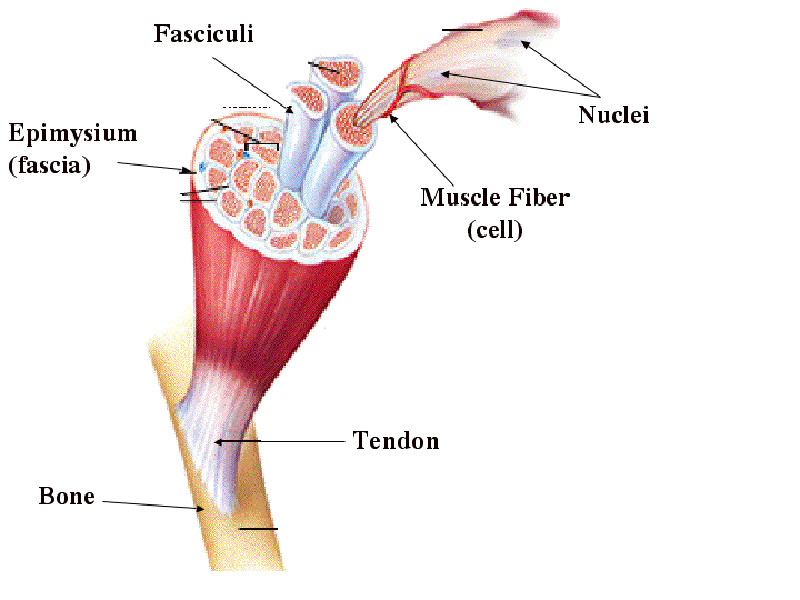 Fasciculi
Nuclei
Epimysium
(fascia)
Muscle Fiber
(cell)
Tendon
Bone